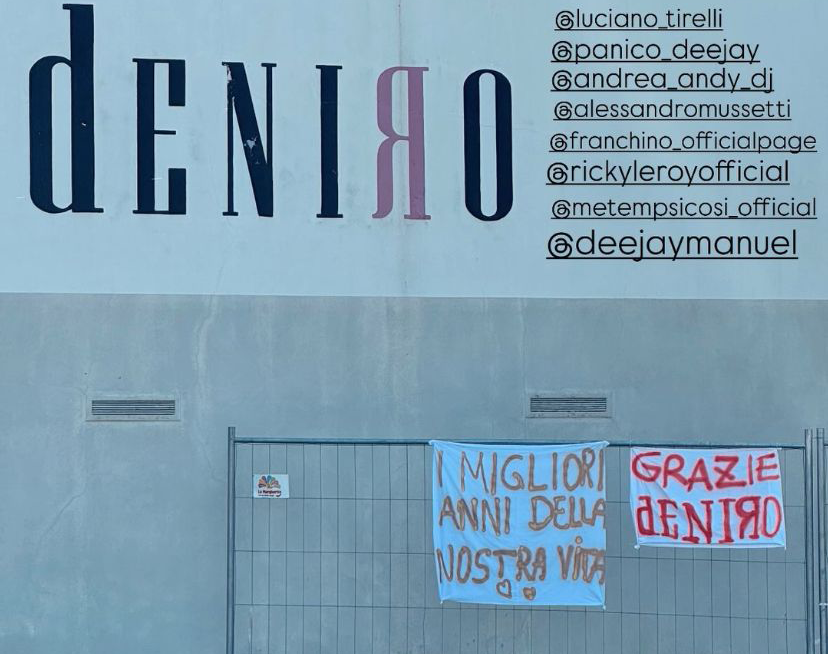 dENIЯO
@luciano_tirelli
@panico_deejay
@andrea_andy_dj
@alessandromussetti
@franchino_officialpage
@rickyleroyofficial
@metempsicosi_official
@deejaymanuel
I MIGLIORI
ANNI DELLA
NOSTRA VITA
GRAZIE
dENIЯO